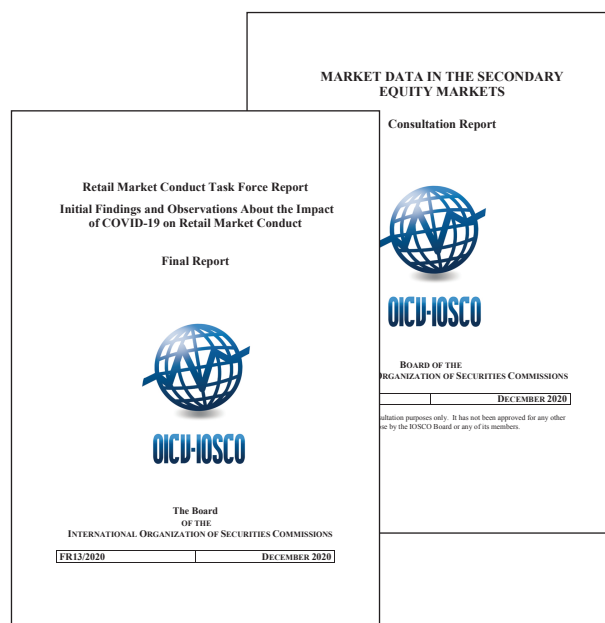 MARKET DATA IN THE SECONDARY
EQUITY MARKETS
Consultation Report
OICU-IOSCO
BOARD OF THE
ORGANIZATION OF SECURITIES COMMISSIONS
DECEMBER 2020
purposes only. It has not been approved for any other
by the IOSCO Board or any of its members.
Retail Market Conduct Task Force Report
Initial Findings and Observations About the Impact
of COVID-19 on Retail Market Conduct
Final Report
OICU-IOSCO
The Board
OF THE
INTERNATIONAL ORGANIZATION OF SECURITIES COMMISSIONS
FR13/2020 DECEMBER 2020